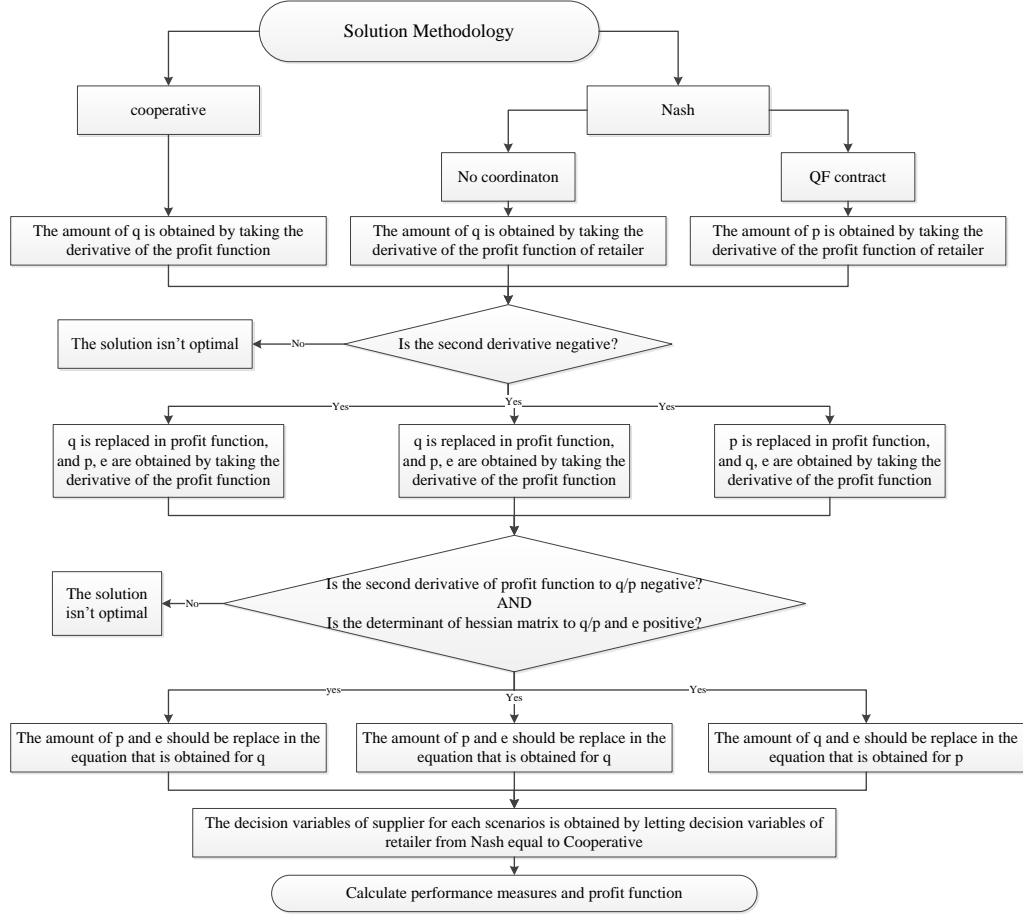 Solution Methodology
cooperative
Nash
No coordinaton
QF contract
The amount of q is obtained by taking the
derivative of the profit function
The amount of q is obtained by taking the
derivative of the profit function of retailer
The amount of p is obtained by taking the
derivative of the profit function of retailer
The solution isn't optimal
No
Is the second derivative negative?
Yes
Yes
Yes
q is replaced in profit function,
and p, e are obtained by taking the
derivative of the profit function
q is replaced in profit function,
and p, e are obtained by taking the
derivative of the profit function
p is replaced in profit function,
and q, e are obtained by taking the
derivative of the profit function
The solution
isn't optimal
No
Is the second derivative of profit function to q/p negative?
AND
Is the determinant of hessian matrix to q/p and e positive?
yes
Yes
Yes
The amount of p and e should be replace in the
equation that is obtained for q
The amount of p and e should be replace in the
equation that is obtained for q
The amount of q and e should be replace in the
equation that is obtained for p
The decision variables of supplier for each scenarios is obtained by letting decision variables of
retailer from Nash equal to Cooperative
Calculate performance measures and profit function